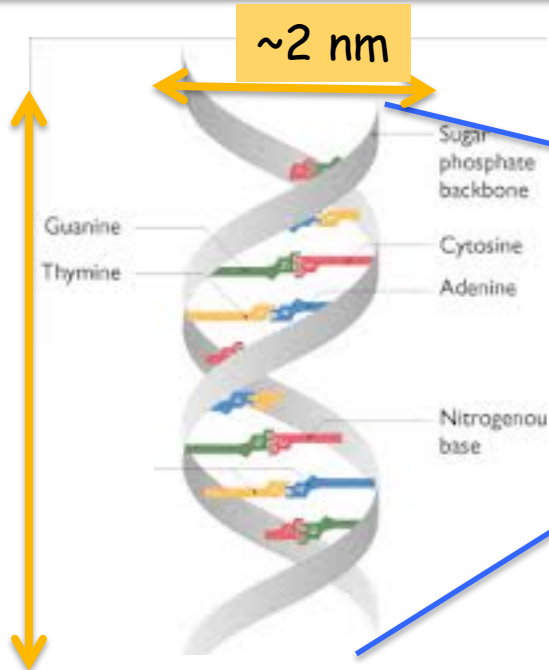 ~2 nm
Sugar
phosphate
backbone
Guanine
Cytosine
Thymine
Adenine
Nitrogenou
base